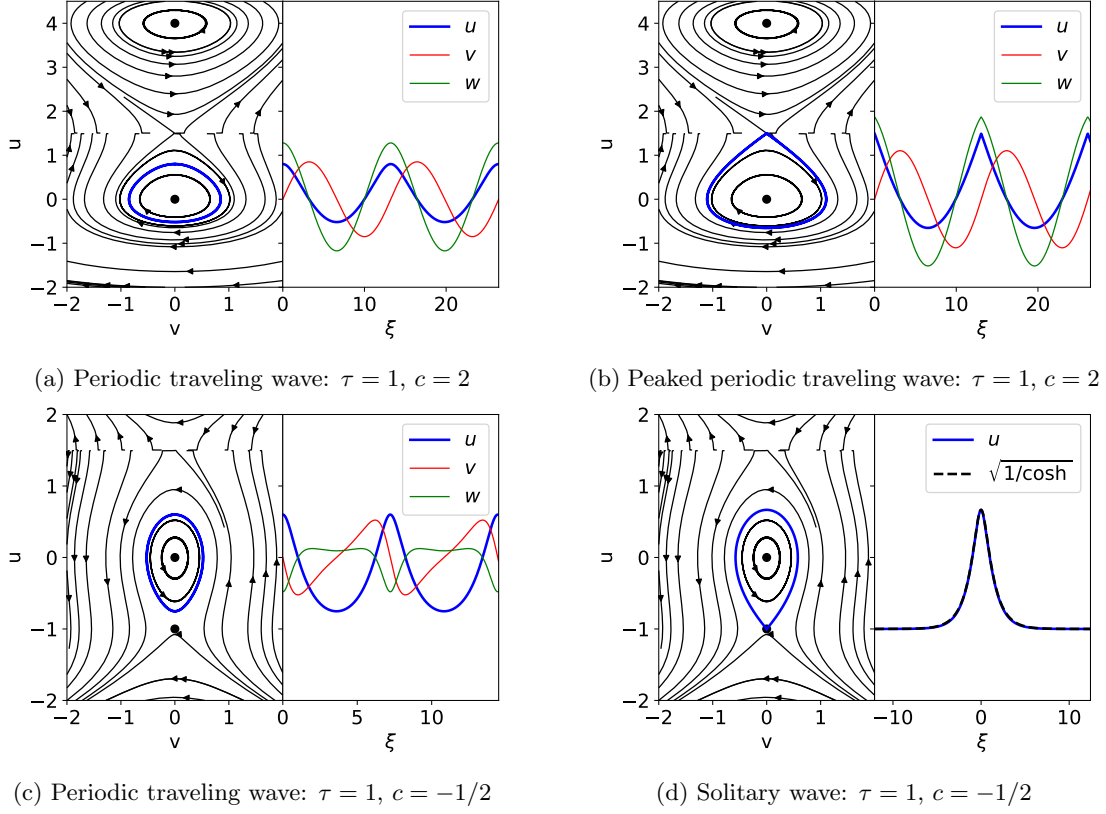 4
3
2
1
0
−1
−2
u
−2 −1 0 1
v
0 10 20
ξ
u
v
w
4
3
2
1
0
−1
−2
u
−2 −1 0 1
v
0 10 20
ξ
u
v
w
(a) Periodic traveling wave: τ = 1, c = 2
(b) Peaked periodic traveling wave: τ = 1, c = 2
2
1
0
−1
−2
u
−2 −1 0 1
v
0 5 10
ξ
u
v
w
2
1
0
−1
−2
u
−2 −1 0 1
v
−10 0 10
ξ
u
√1/cosh
(c) Periodic traveling wave: τ = 1, c = −1/2
(d) Solitary wave: τ = 1, c = −1/2